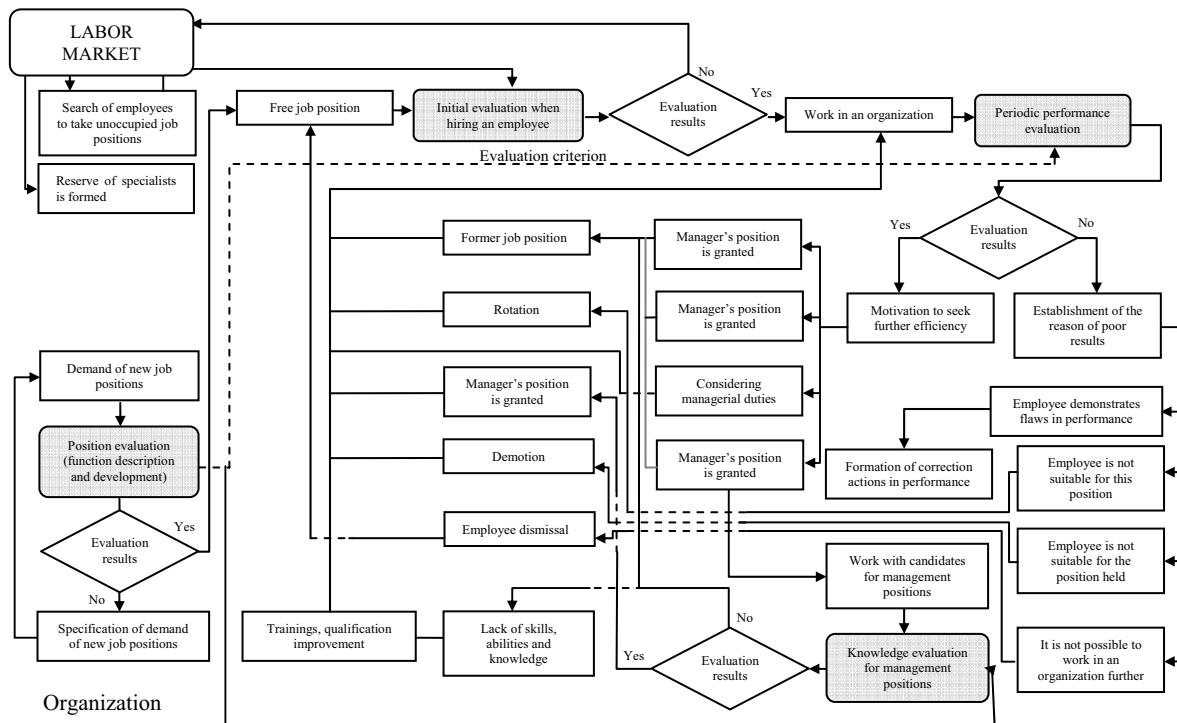 LABOR
MARKET
Search of employees
to take unoccupied job
positions
Reserve of specialists
is formed
Free job position
Initial evaluation when
hiring an employee
No
Evaluation
results
Yes
Work in an organization
Periodic performance
evaluation
Evaluation criterion
Yes
Evaluation
results
No
Former job position
Manager’s position
is granted
Rotation
Manager’s position
is granted
Motivation to seek
further efficiency
Establishment of the
reason of poor
results
Demand of new job
positions
Manager’s position
is granted
Considering
managerial duties
Employee demonstrates
flaws in performance
Position evaluation
(function description
and development)
Demotion
Manager’s position
is granted
Formation of correction
actions in performance
Employee is not
suitable for this
position
Yes
Evaluation
results
No
Employee dismissal
Work with candidates
for management
positions
Employee is not
suitable for the
position held
Specification of demand
of new job positions
Trainings, qualification
improvement
Lack of skills,
abilities and
knowledge
No
Yes
Evaluation
results
Knowledge evaluation
for management
positions
It is not possible to
work in an
organization further
Organization